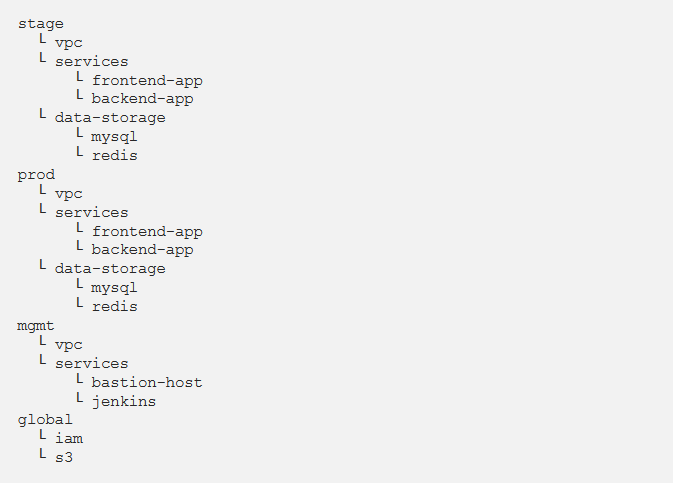 stage
  └ vpc
  └ services
      └ frontend-app
      └ backend-app
  └ data-storage
      └ mysql
      └ redis
prod
  └ vpc
  └ services
      └ frontend-app
      └ backend-app
  └ data-storage
      └ mysql
      └ redis
mgmt
  └ vpc
  └ services
      └ bastion-host
      └ jenkins
global
  └ iam
  └ s3